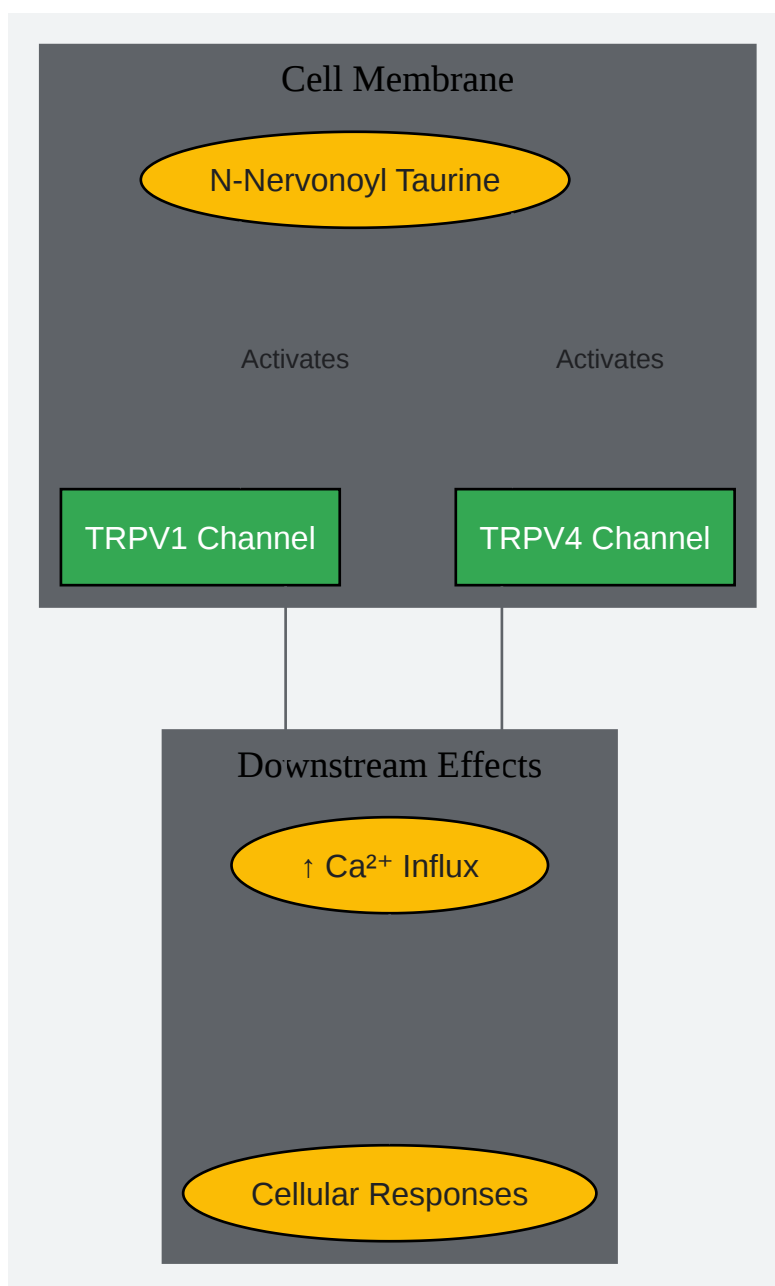 Cell Membrane
N-Nervonoyl Taurine
Activates
Activates
TRPV1 Channel
TRPV4 Channel
Downstream Effects
↑ Ca²⁺ Influx
Cellular Responses